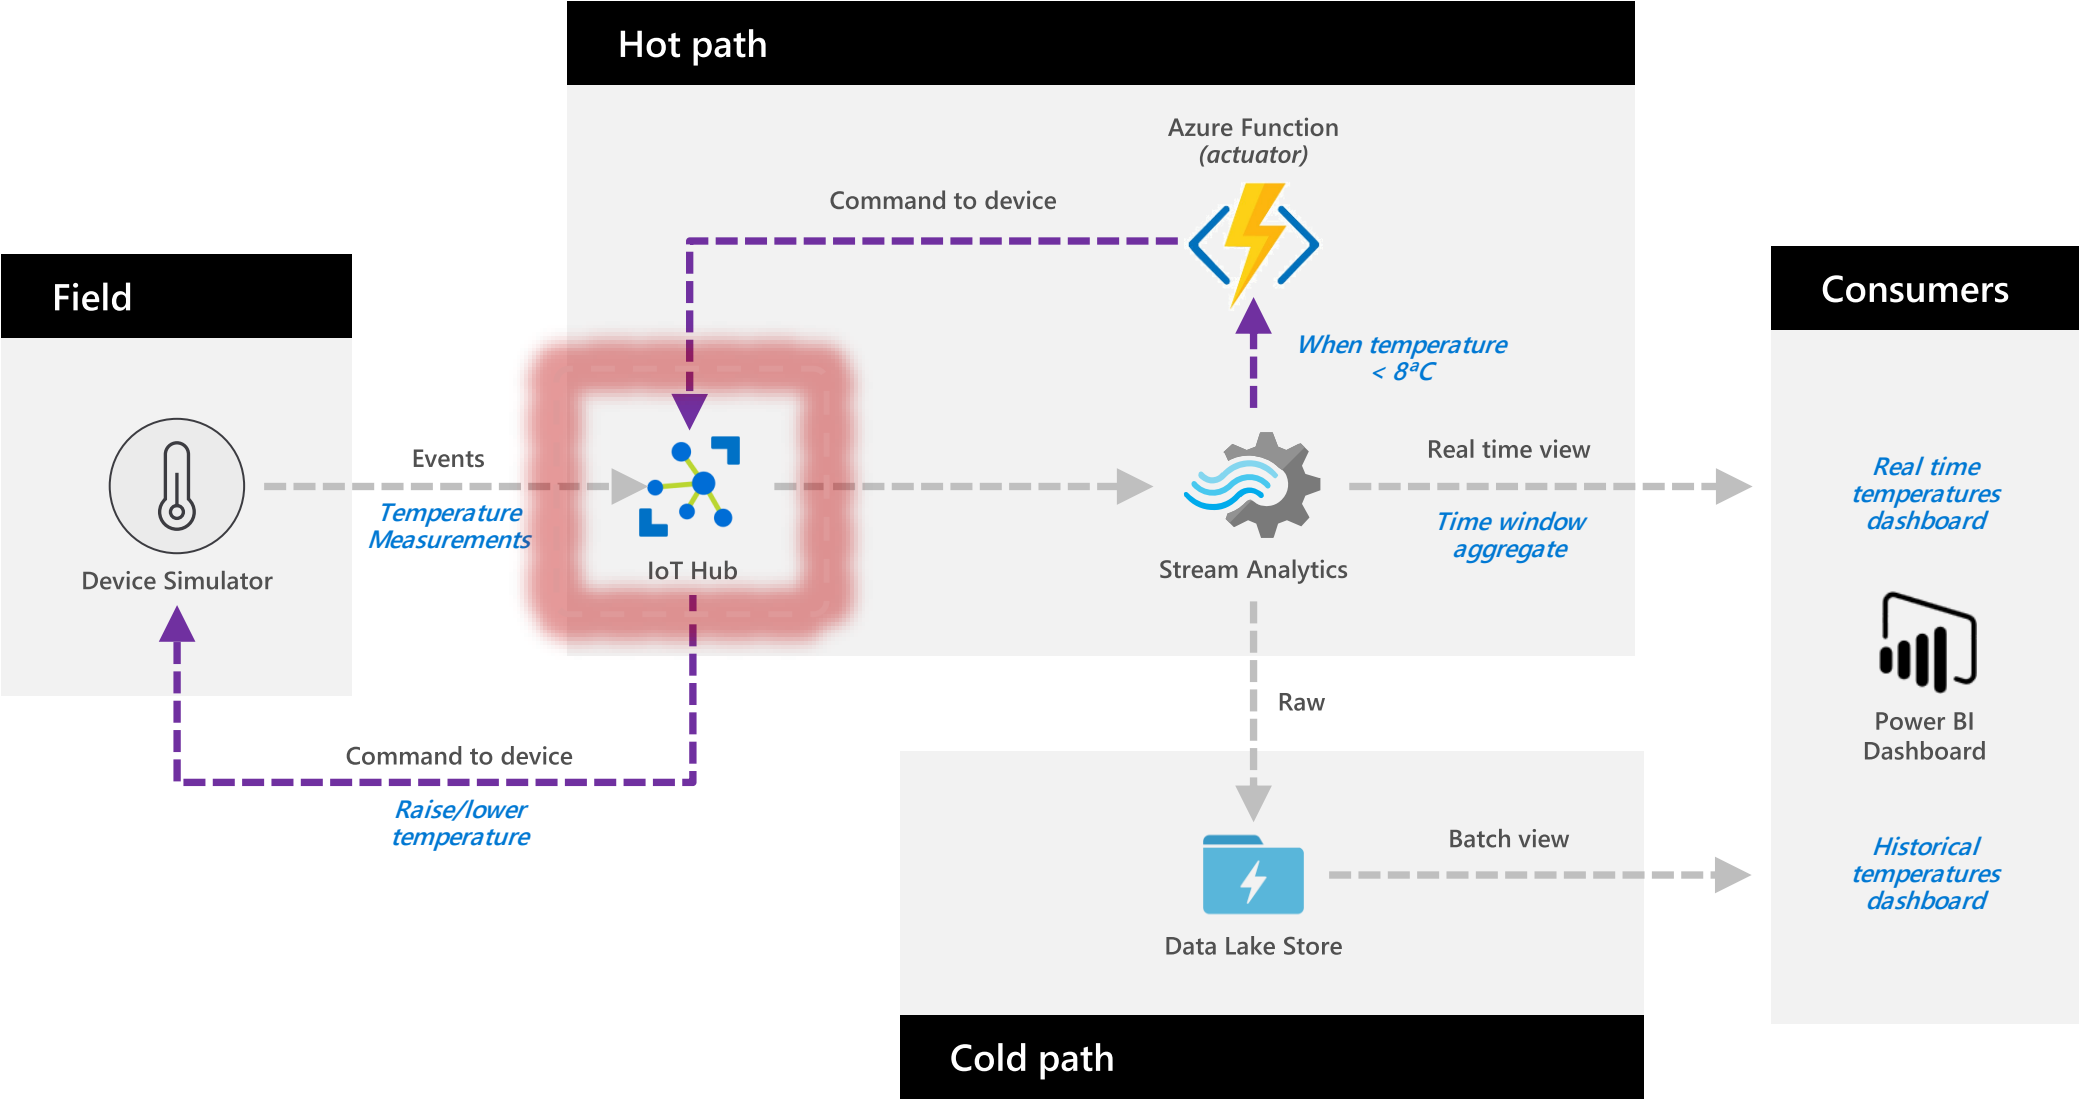 Hot path
Azure Function
(actuator)
Command to device
Field
Consumers
When temperature
< 8ªC
Events
Temperature
Measurements
Real time view
Time window
aggregate
Real time
temperatures
dashboard
IoT Hub
Stream Analytics
Device Simulator
Raw
Power BI
Dashboard
Command to device
Raise/lower
temperature
Batch view
Historical
temperatures
dashboard
Data Lake Store
Cold path